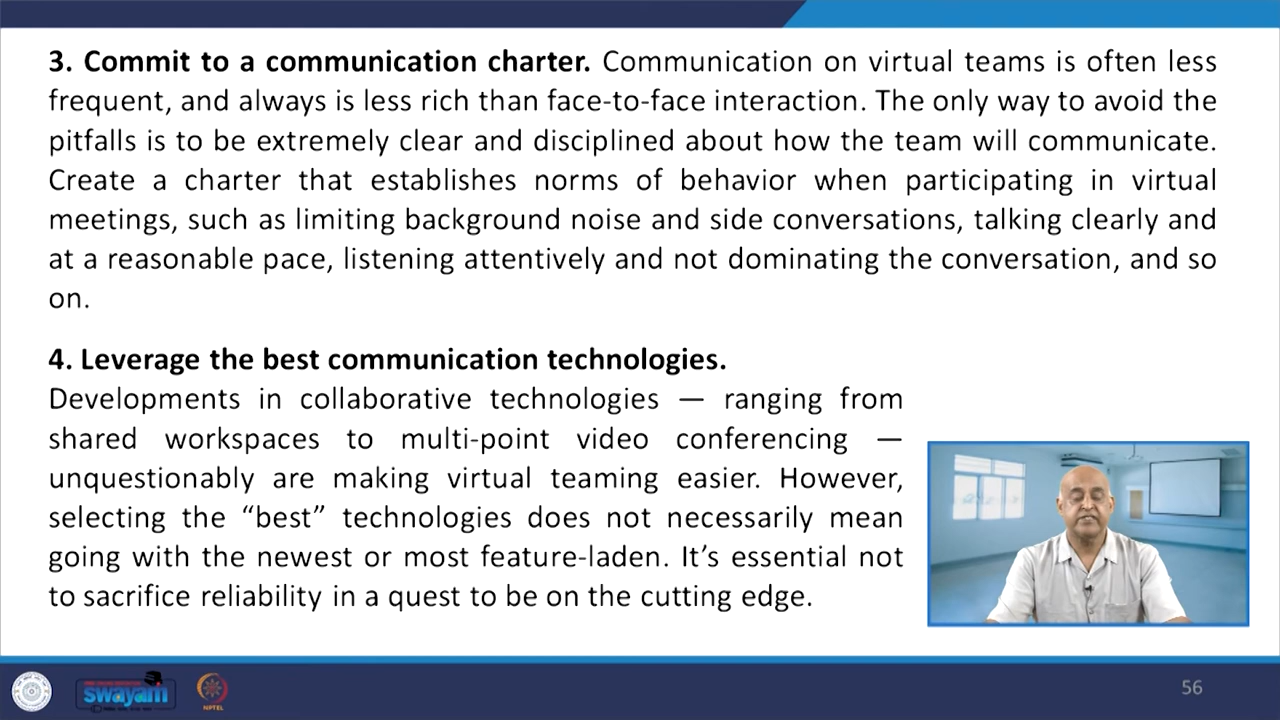 3. Commit to a communication charter. Communication on virtual teams is often less
frequent, and always is less rich than face-to-face interaction. The only way to avoid the
pitfalls is to be extremely clear and disciplined about how the team will communicate.
Create a charter that establishes norms of behavior when participating in virtual
meetings, such as limiting background noise and side conversations, talking clearly and
at a reasonable pace, listening attentively and not dominating the conversation, and so
on.
4. Leverage the best communication technologies.
Developments in collaborative technologies — ranging from
shared workspaces to multi-point video conferencing —
unquestionably are making virtual teaming easier. However,
selecting the “best” technologies does not necessarily mean
going with the newest or most feature-laden. It’s essential not
to sacrifice reliability in a quest to be on the cutting edge.
swayam
NPTEL
56